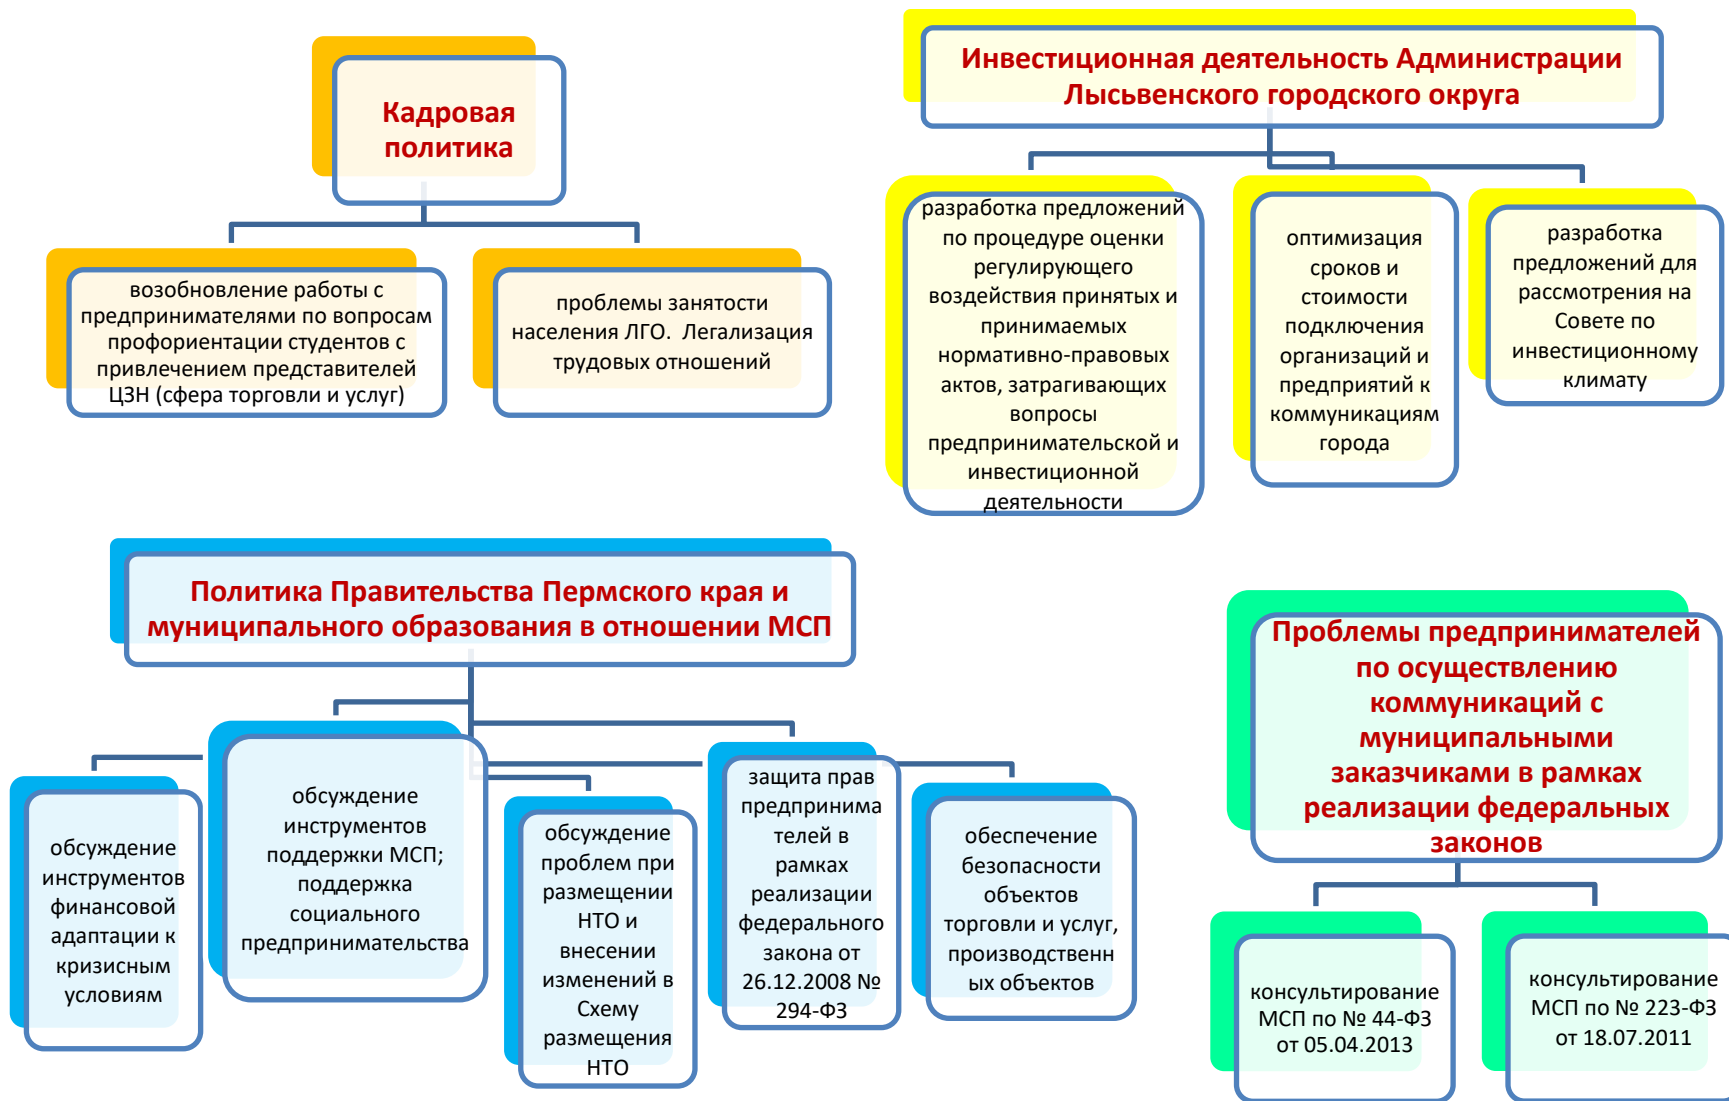 Кадровая
политика
возобновление работы с
предпринимателями по вопросам
профориентации студентов с
привлечением представителей
ЦЗН (сфера торговли и услуг)
проблемы занятости
населения ЛГО.  Легализация
трудовых отношений
Инвестиционная деятельность Администрации
Лысьвенского городского округа
разработка предложений
по процедуре оценки
регулирующего
воздействия принятых и
принимаемых
нормативно-правовых
актов, затрагивающих
вопросы
предпринимательской и
инвестиционной
деятельности
оптимизация
сроков и
стоимости
подключения
организаций и
предприятий к
коммуникациям
города
разработка
предложений для
рассмотрения на
Совете по
инвестиционному
климату
Политика Правительства Пермского края и
муниципального образования в отношении МСП
обсуждение
инструментов
финансовой
адаптации к
кризисным
условиям
обсуждение
инструментов
поддержки МСП;
поддержка
социального
предпринимательства
обсуждение
проблем при
размещении
НТО и
внесении
изменений в
Схему
размещения
НТО
защита прав
предпринима
телей в
рамках
реализации
федерального
закона от
26.12.2008 №
294-ФЗ
обеспечение
безопасности
объектов
торговли и услуг,
производственн
ых объектов
Проблемы предпринимателей
по осуществлению
коммуникаций с
муниципальными
заказчиками в рамках
реализации федеральных
законов
консультирование
МСП по № 44-ФЗ
от 05.04.2013
консультирование
МСП по № 223-ФЗ
от 18.07.2011